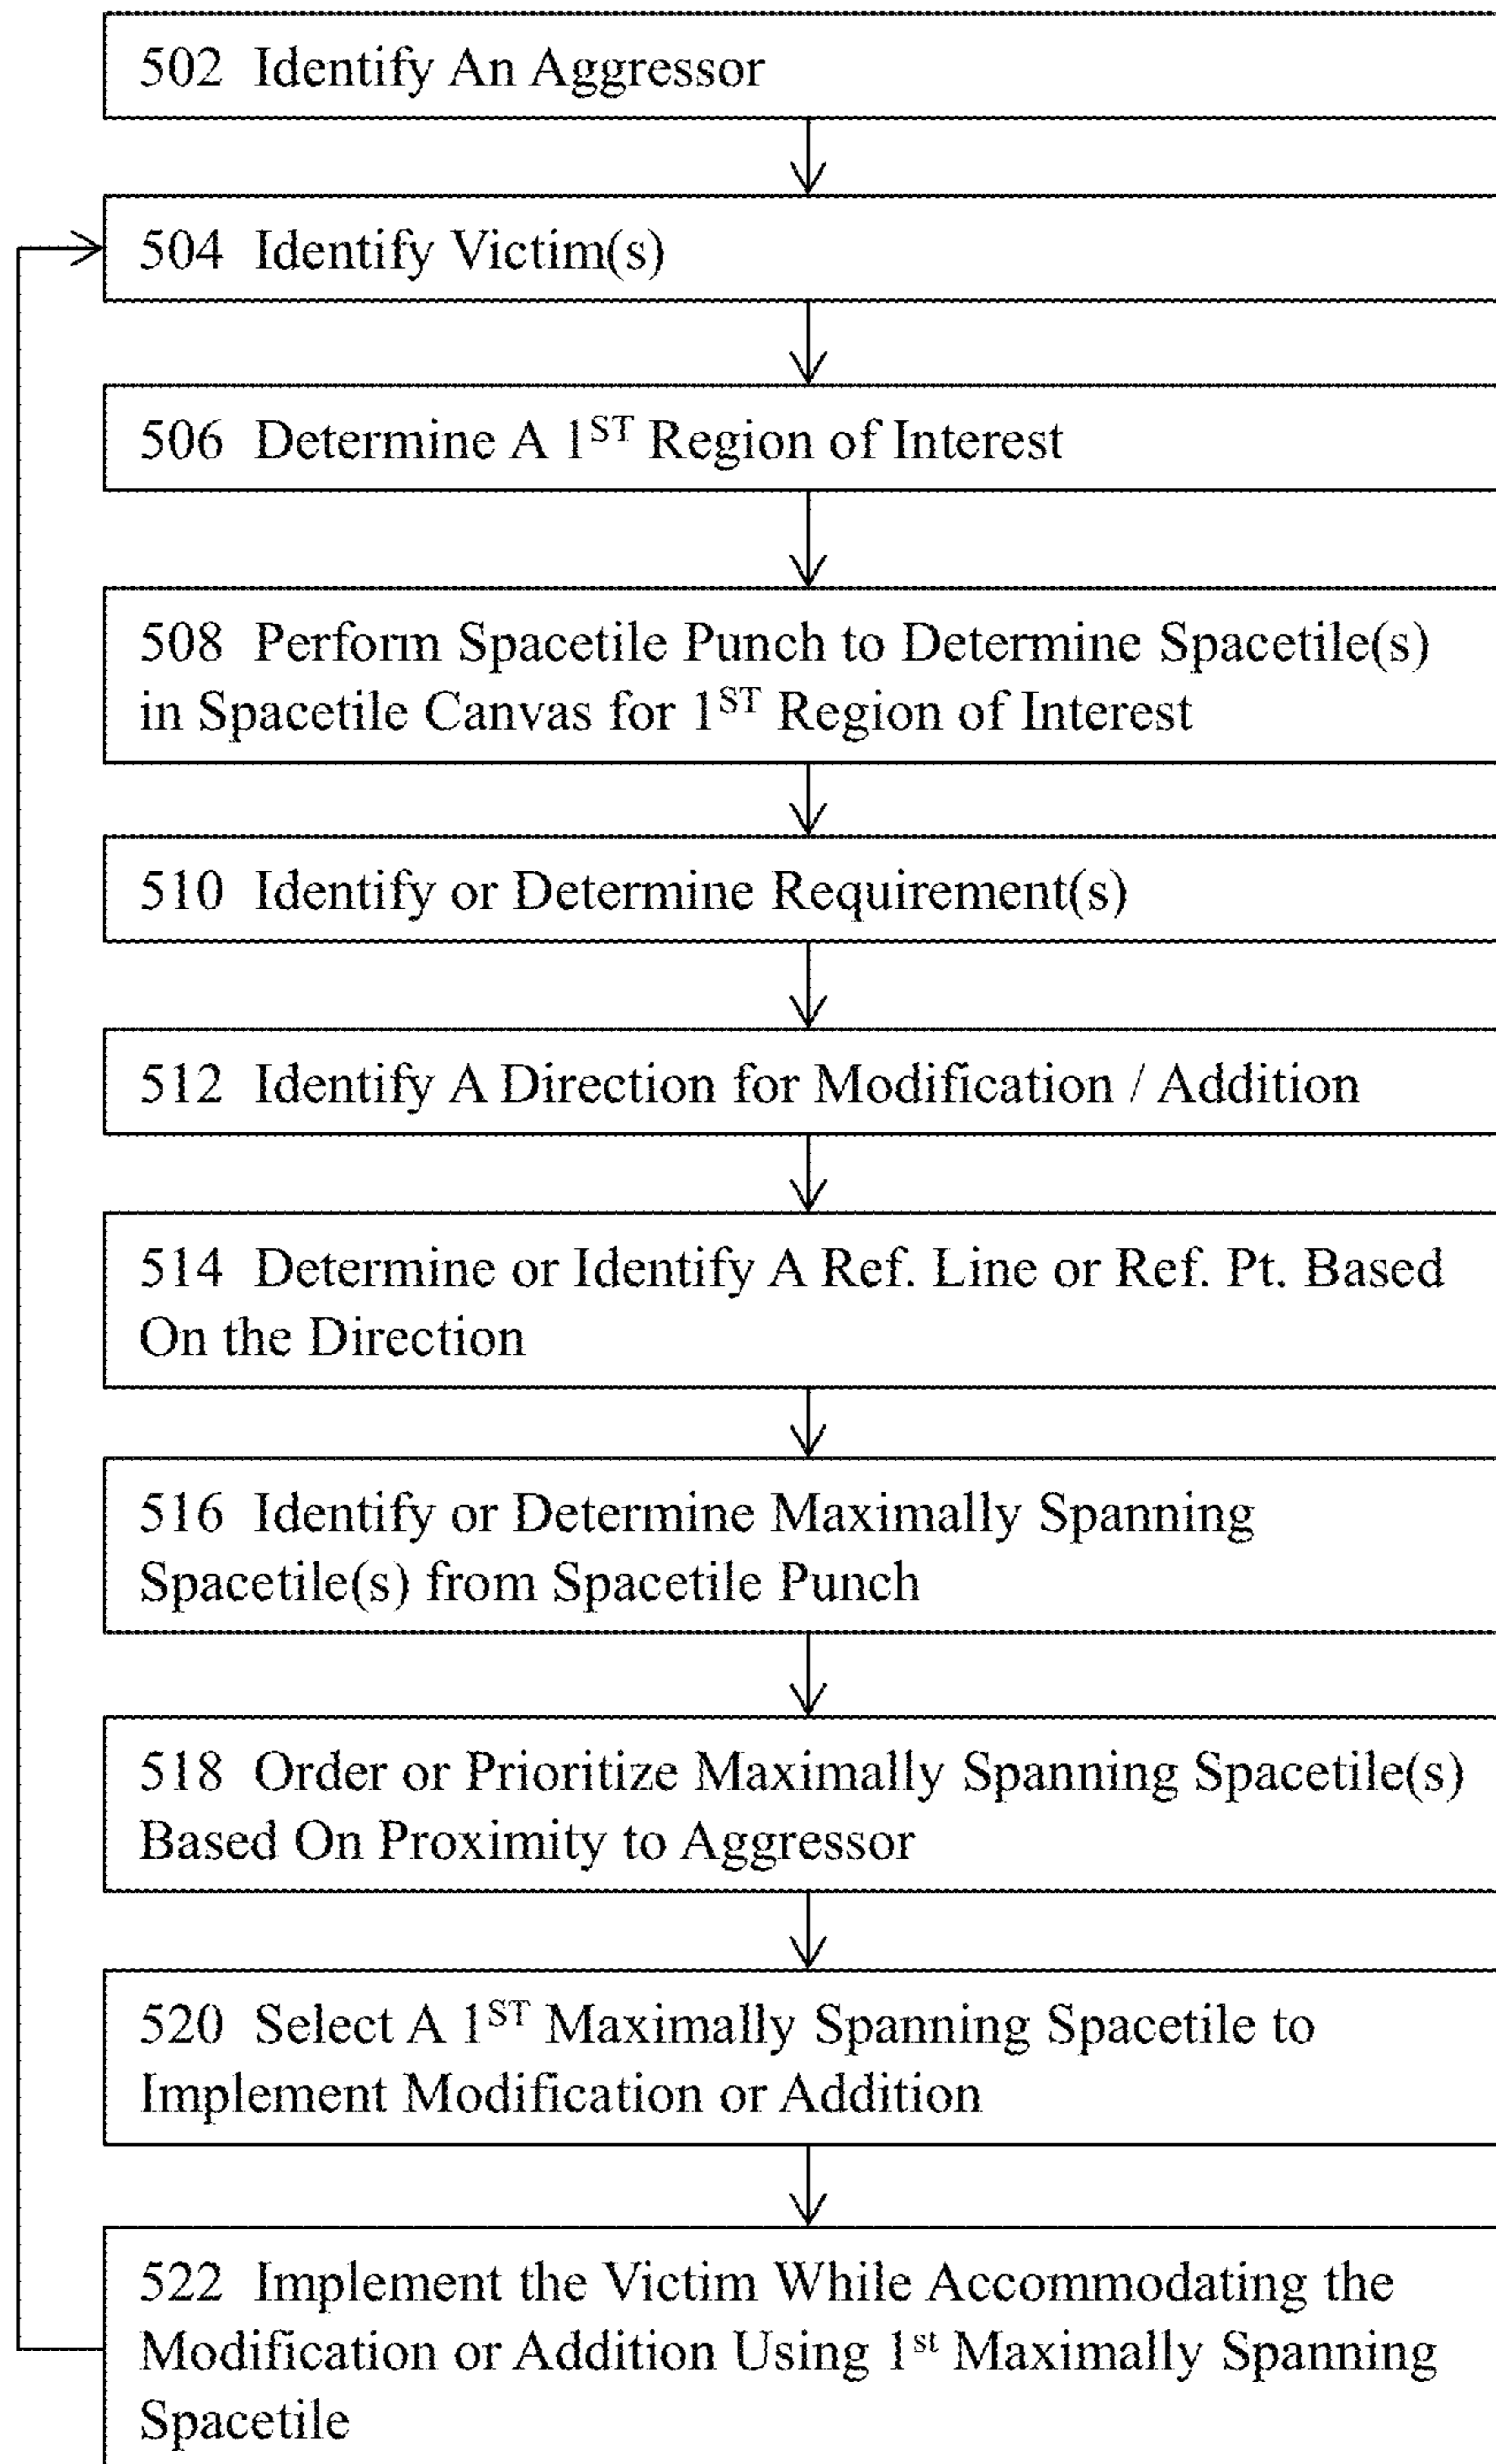 502 Identify An Aggressor
504 Identify Victim(s)
506 Determine A 1ST Region of Interest
508 Perform Spacetile Punch to Determine Spacetile(s)
in Spacetile Canvas for 1ST Region of Interest
510 Identify or Determine Requirement(s)
512 Identify A Direction for Modification / Addition
514 Determine or Identify A Ref. Line or Ref. Pt. Based
On the Direction
516 Identify or Determine Maximally Spanning
Spacetile(s) from Spacetile Punch
518 Order or Prioritize Maximally Spanning Spacetile(s)
Based On Proximity to Aggressor
520 Select A 1ST Maximally Spanning Spacetile to
Implement Modification or Addition
522 Implement the Victim While Accommodating the
Modification or Addition Using 1st Maximally Spanning
Spacetile